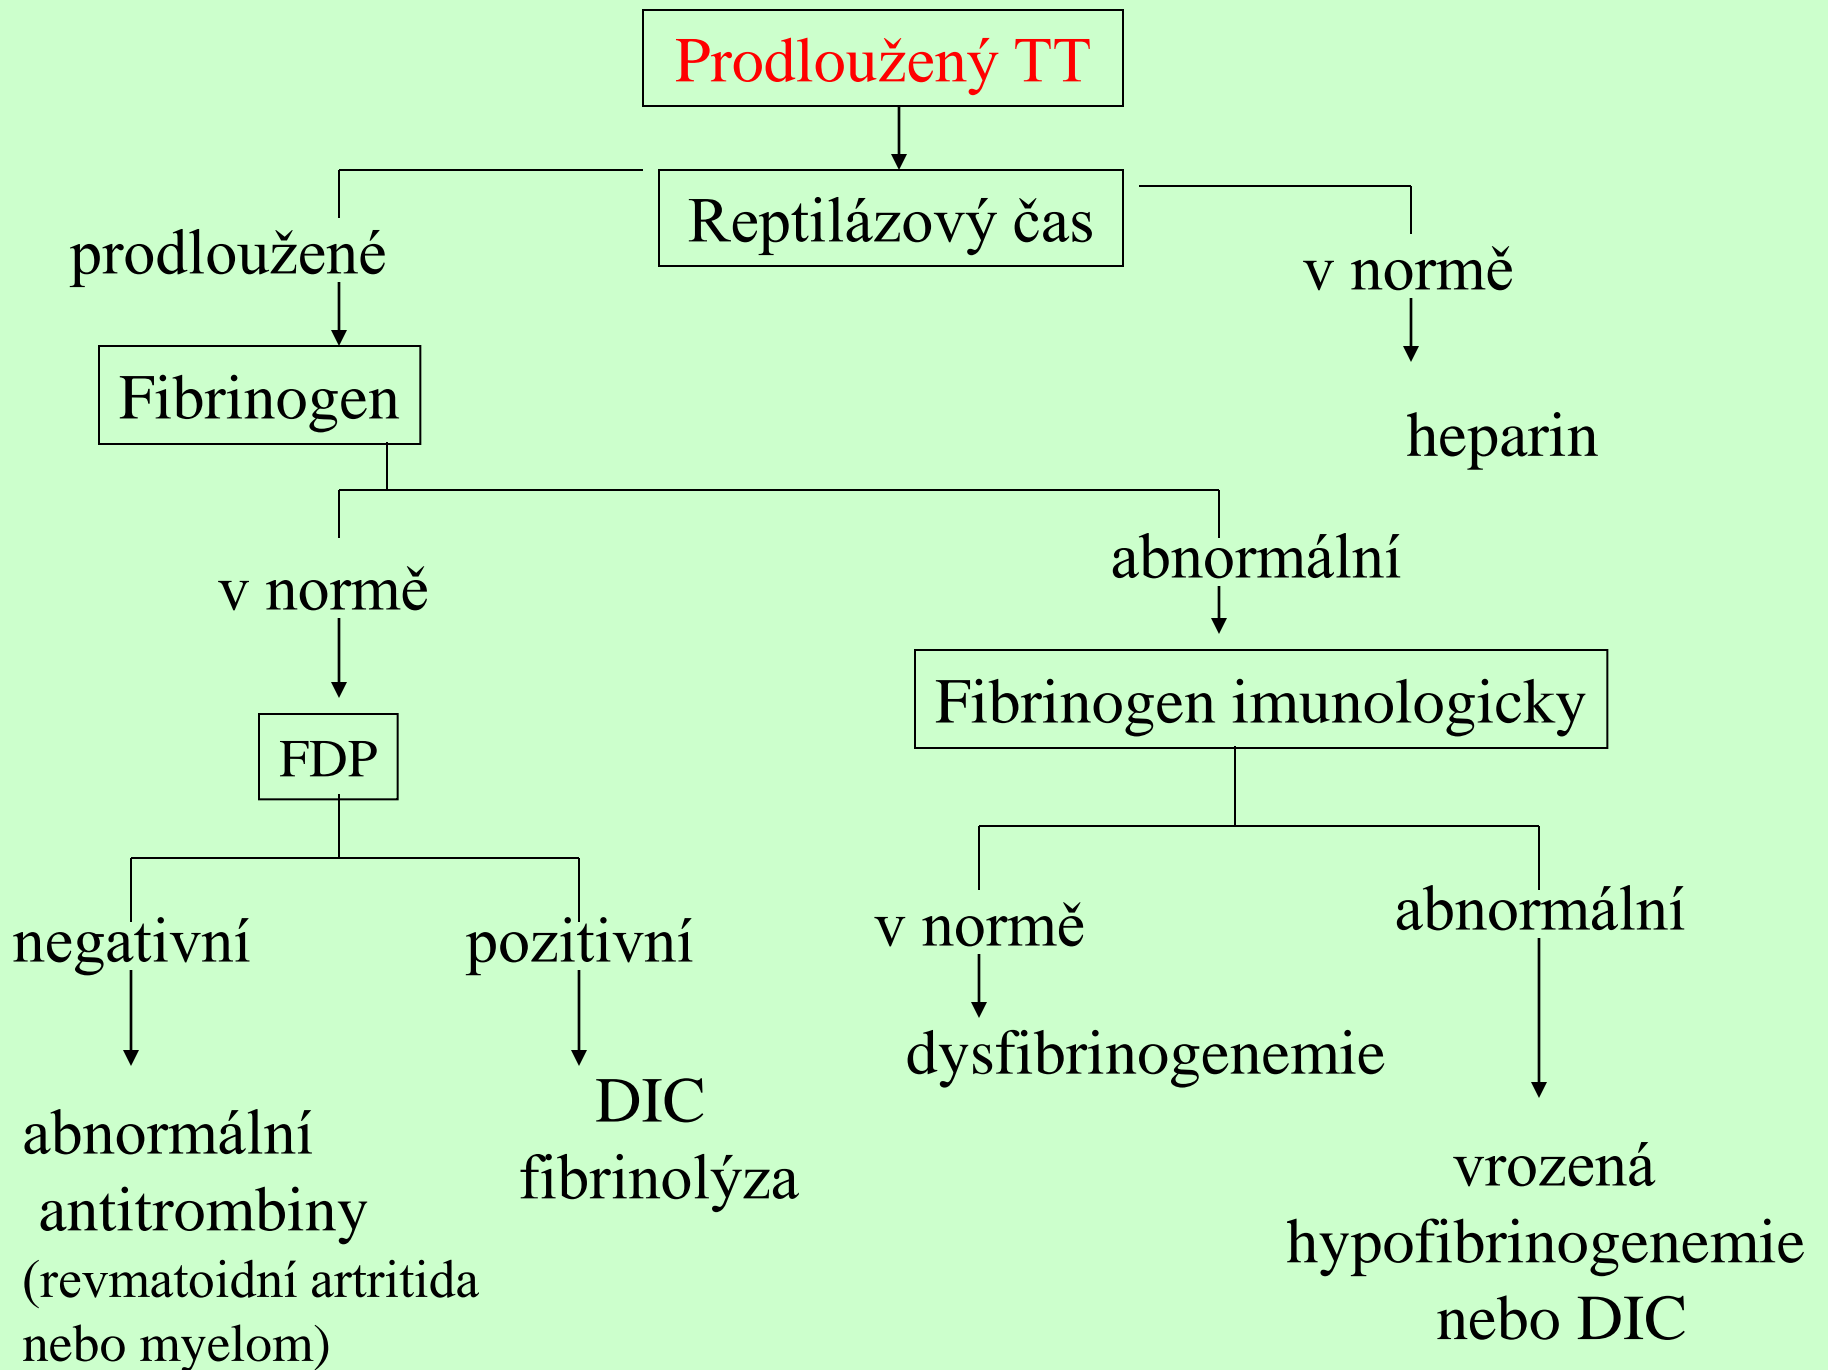 Prodloužený TT
Reptilázový čas
prodloužené
v normě
Fibrinogen
heparin
abnormální
v normě
Fibrinogen imunologicky
FDP
negativní
pozitivní
v normě
abnormální
dysfibrinogenemie
DIC
fibrinolýza
abnormální
antitrombiny
(revmatoidní artritida
nebo myelom)
vrozená
hypofibrinogenemie
nebo DIC